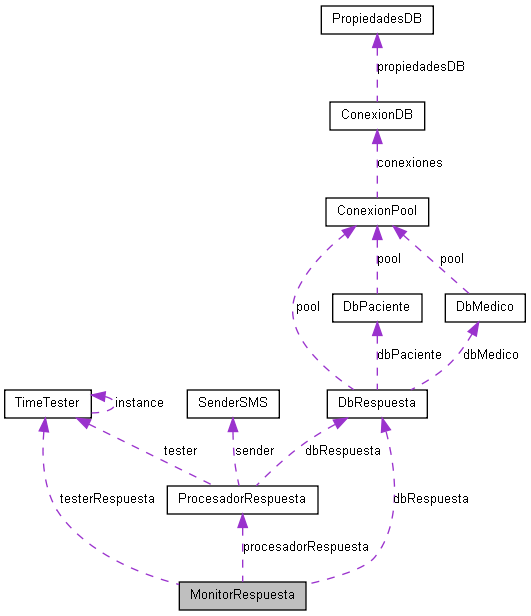 PropiedadesDB
propiedadesDB
ConexionDB
conexiones
ConexionPool
pool
pool
pool
DbPaciente
DbMedico
dbPaciente
dbMedico
TimeTester
instance
SenderSMS
DbRespuesta
tester
sender
dbRespuesta
testerRespuesta
ProcesadorRespuesta
dbRespuesta
procesadorRespuesta
MonitorRespuesta